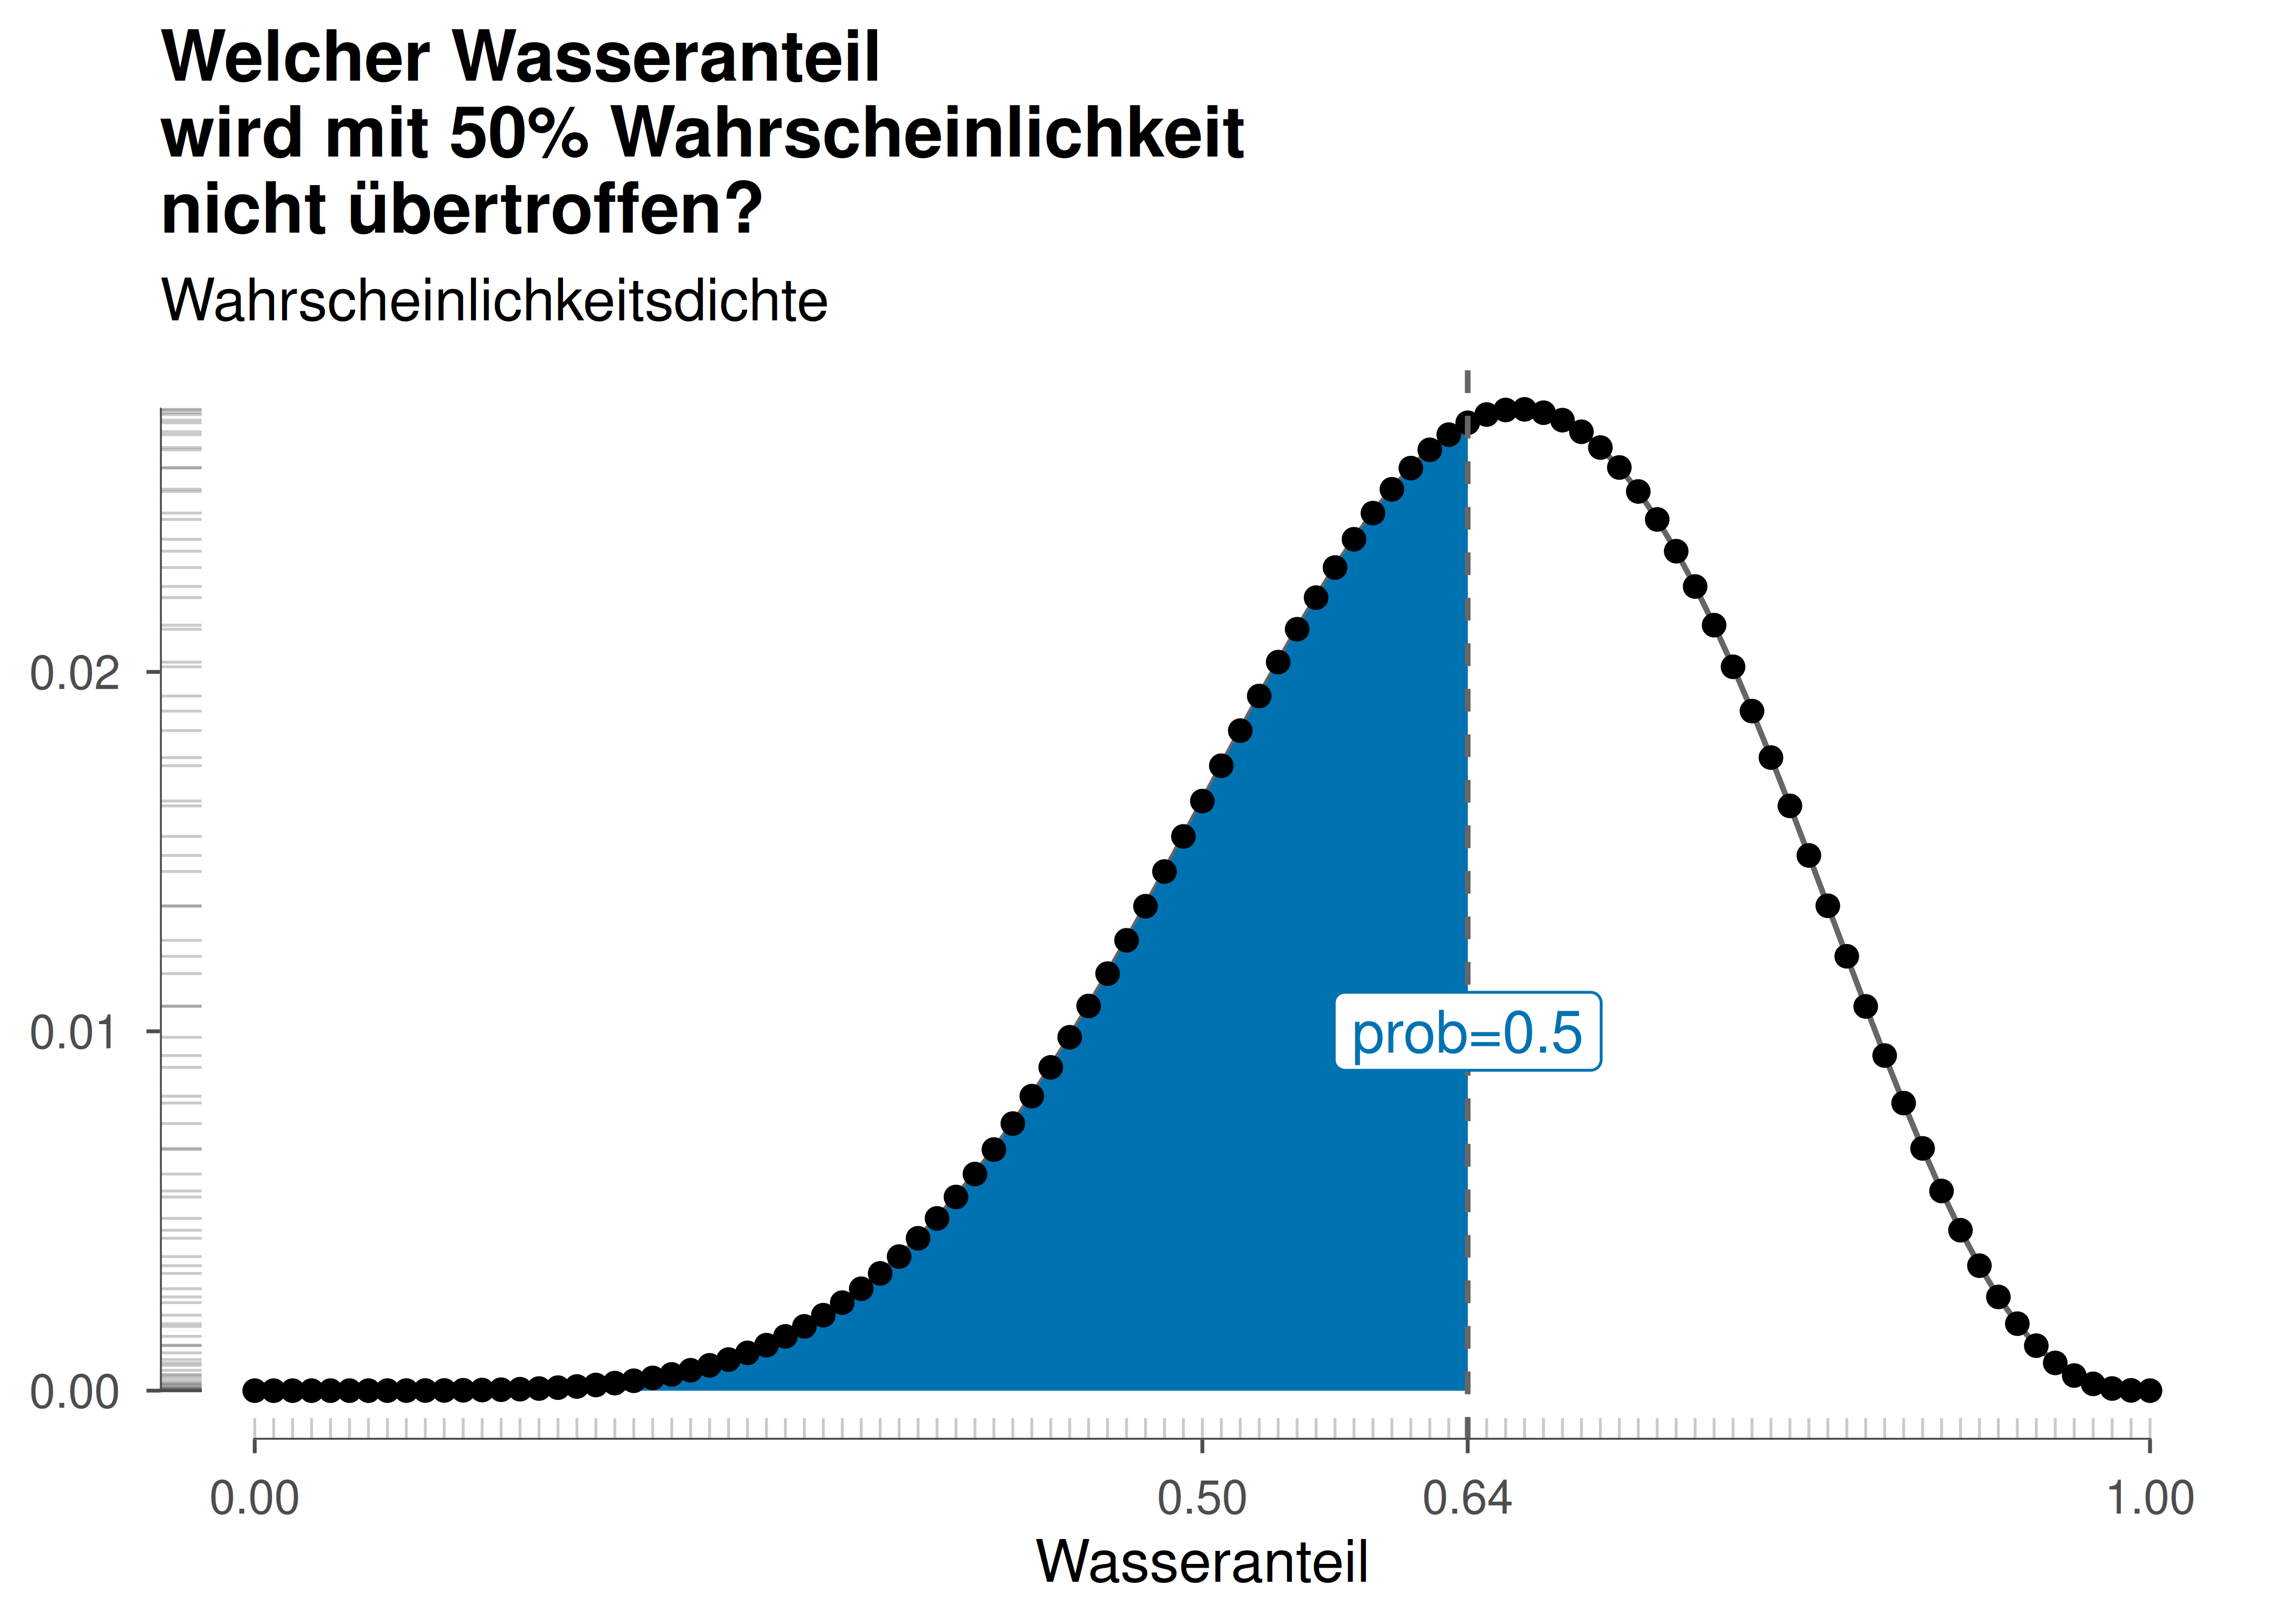 Welcher Wasseranteil
wird mit 50% Wahrscheinlichkeit
nicht übertroffen?
Wahrscheinlichkeitsdichte
0.02
0.01
0.00
prob=0.5
0.00 0.50 0.64 1.00
Wasseranteil